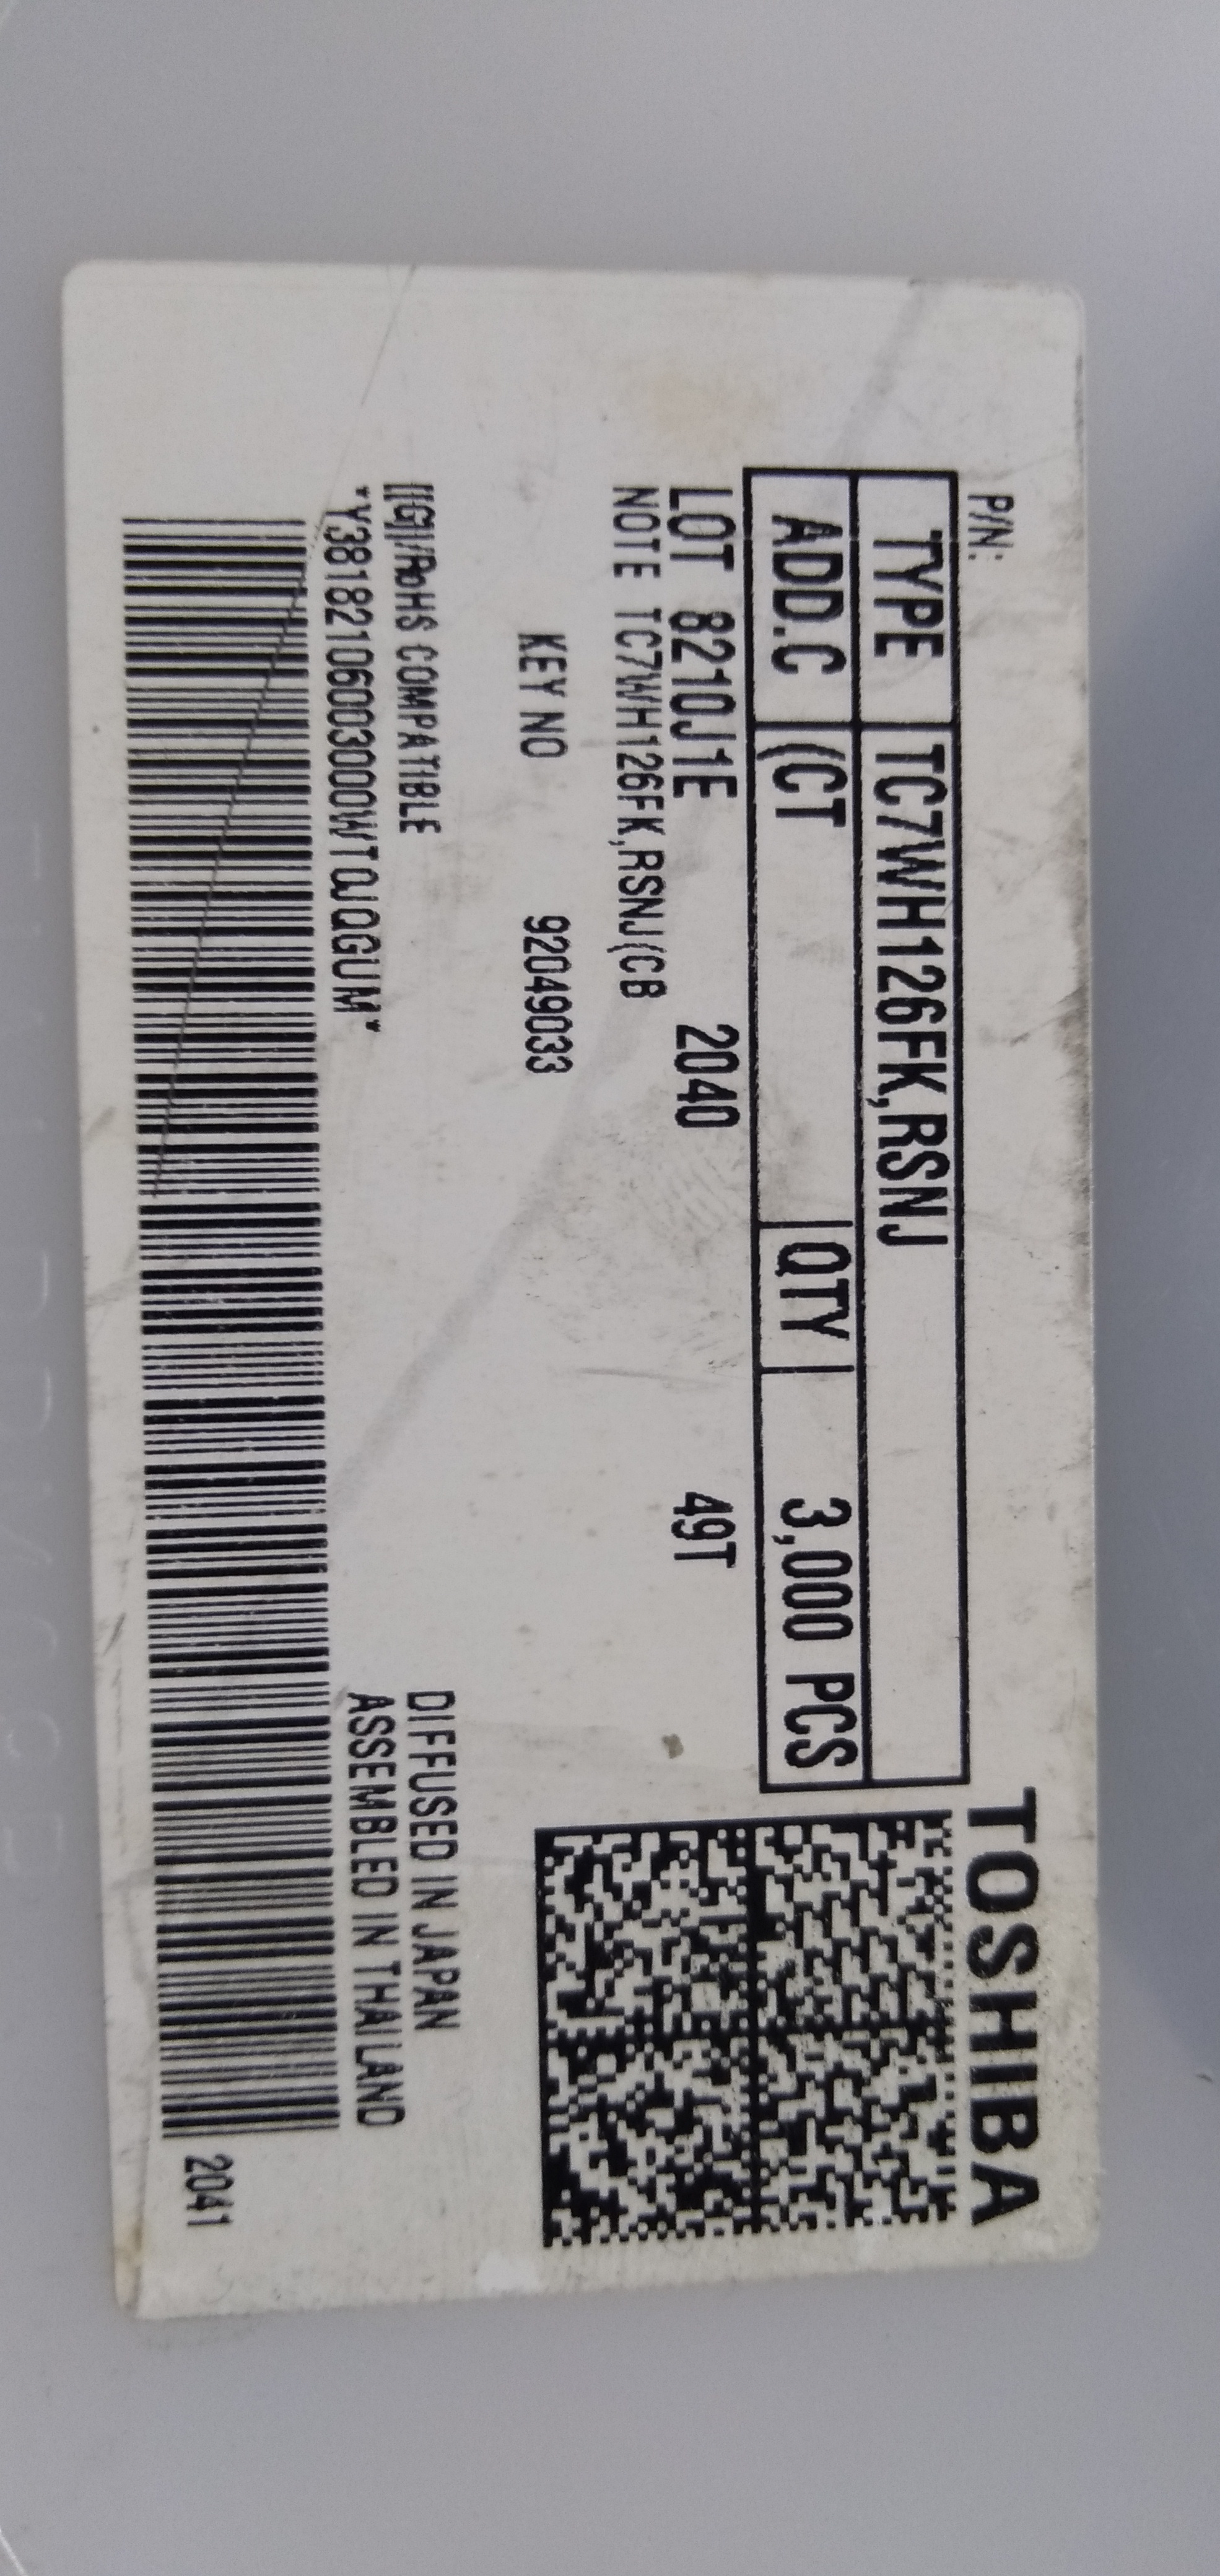 P/N:
TOSHIBA
TYPE TC7WH126FK,RSNJ
ADD.C (CT QTY 3,000 PCS
LOT 8210J1E 2040 49T
NOTE TC7WH126FK,RSNJ(CB
KEY NO 92049033
[[G]]/RoHS COMPATIBLE
DIFFUSED IN JAPAN
*Y38182106003000WTQJQGUM*
ASSEMBLED IN THAILAND
2041